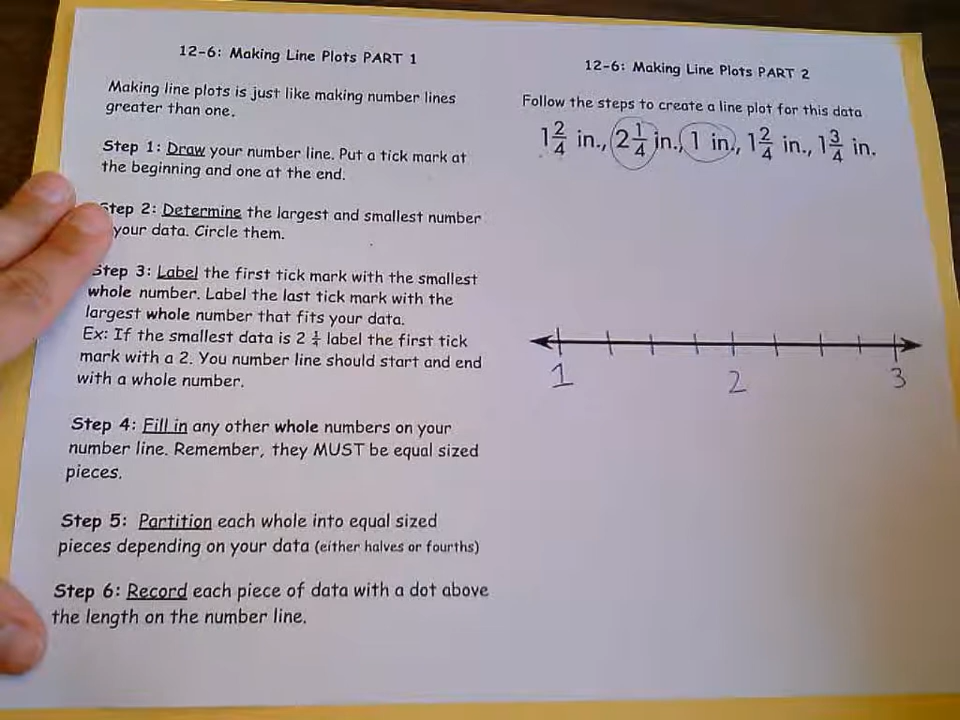 12-6: Making Line Plots PART 1
Making line plots is just like making number lines
greater than one.
Step 1: Draw your number line. Put a tick mark at
the beginning and one at the end.
Step 2: Determine the largest and smallest number
your data. Circle them.
Step 3: Label the first tick mark with the smallest
whole number. Label the last tick mark with the
largest whole number that fits your data.
Ex: If the smallest data is 2 ¼ label the first tick
mark with a 2. You number line should start and end
with a whole number.
Step 4: Fill in any other whole numbers on your
number line. Remember, they MUST be equal sized
pieces.
Step 5: Partition each whole into equal sized
pieces depending on your data (either halves or fourths)
Step 6: Record each piece of data with a dot above
the length on the number line.
12-6: Making Line Plots PART 2
Follow the steps to create a line plot for this data
1 2/4 in., 2 1/4 in., 1 in., 1 2/4 in., 1 3/4 in.
1 2 3